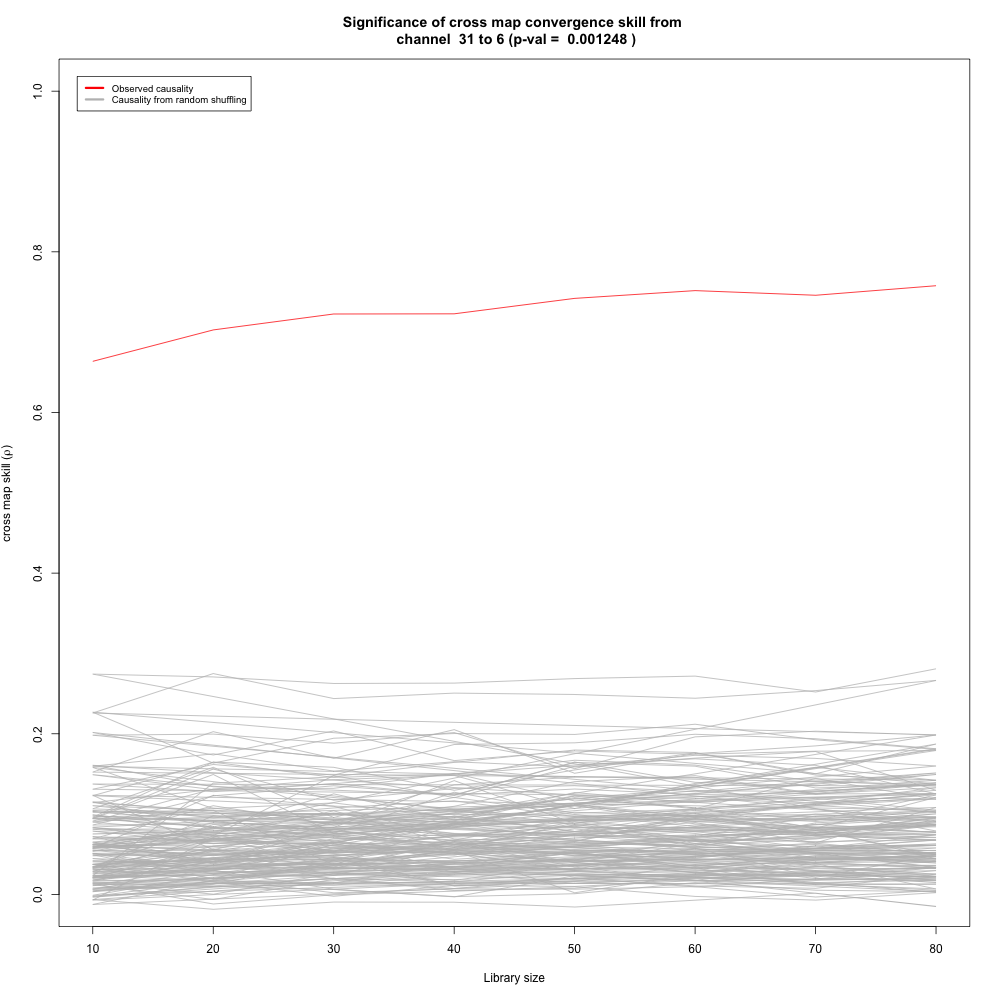 Significance of cross map convergence skill from
channel  31 to 6 (p-val =  0.001248 )
Observed causality
Causality from random shuffling
cross map skill (ρ)
1.0
0.8
0.6
0.4
0.2
0.0
10 20 30 40 50 60 70 80
Library size